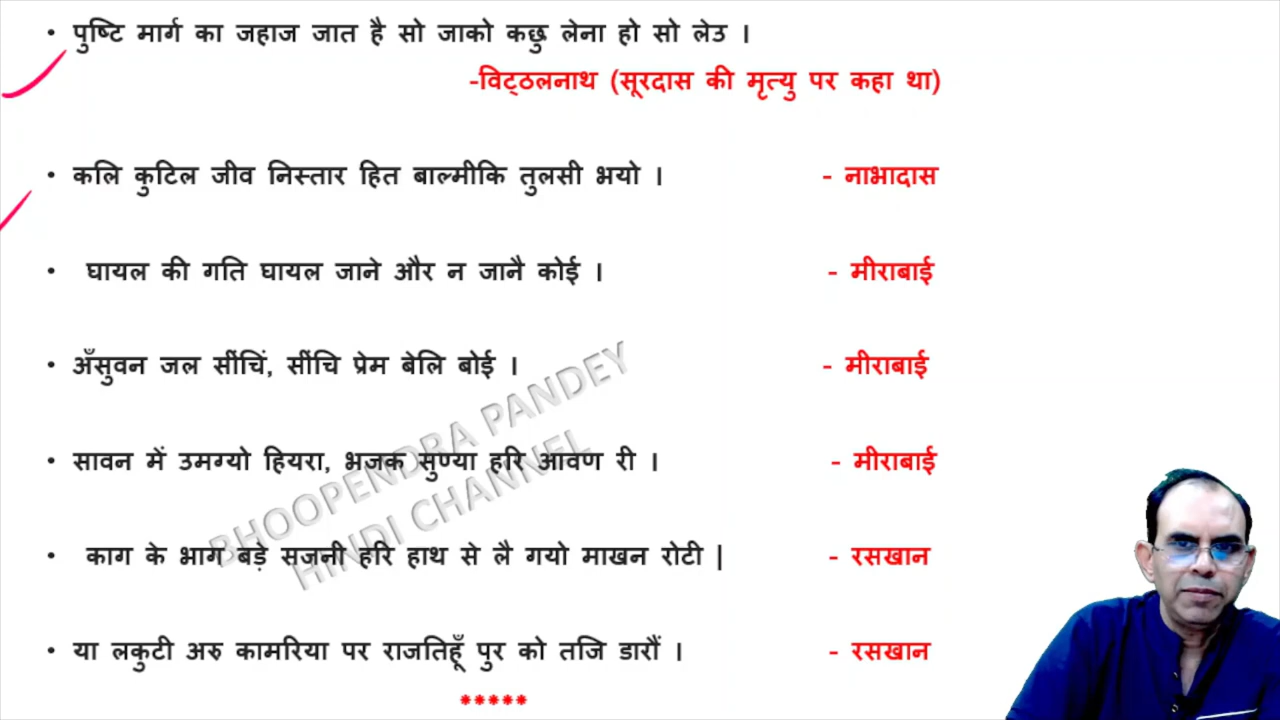 • पुष्टि मार्ग का जहाज जात है सो जाको कछु लेना हो सो लेउ ।
-विट्ठलनाथ (सूरदास की मृत्यु पर कहा था)
• कलि कुटिल जीव निस्तार हित बाल्मीकि तुलसी भयो । - नाभादास
• घायल की गति घायल जाने और न जानै कोई । - मीराबाई
• अँसुवन जल सींचिं, सींचि प्रेम बेलि बोई । - मीराबाई
• सावन में उमग्यो हियरा, भजक सुण्या हरि आवण री । - मीराबाई
• काग के भाग बड़े सजनी हरि हाथ से लै गयो माखन रोटी | - रसखान
• या लकुटी अरु कामरिया पर राजतिहूँ पुर को तजि डारौं । - रसखान
*****
BHOOPENDRA PANDEY
HINDI CHANNEL